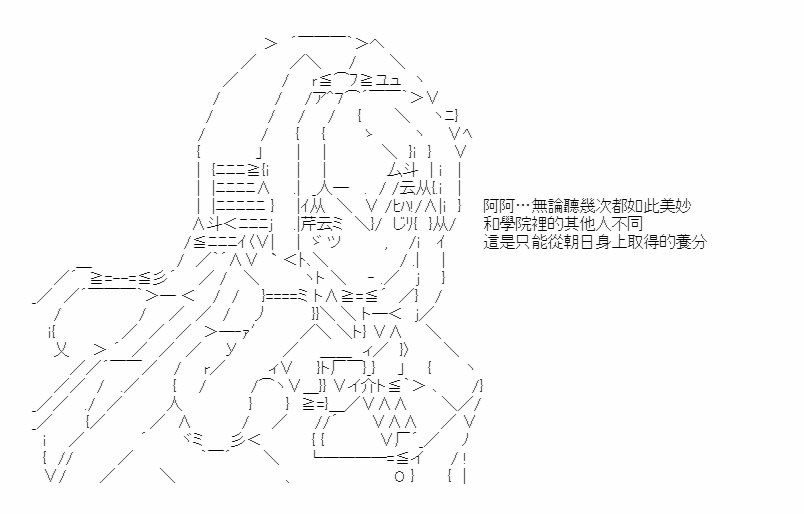 阿阿…無論聽幾次都如此美妙
和學院裡的其他人不同
這是只能從朝日身上取得的養分